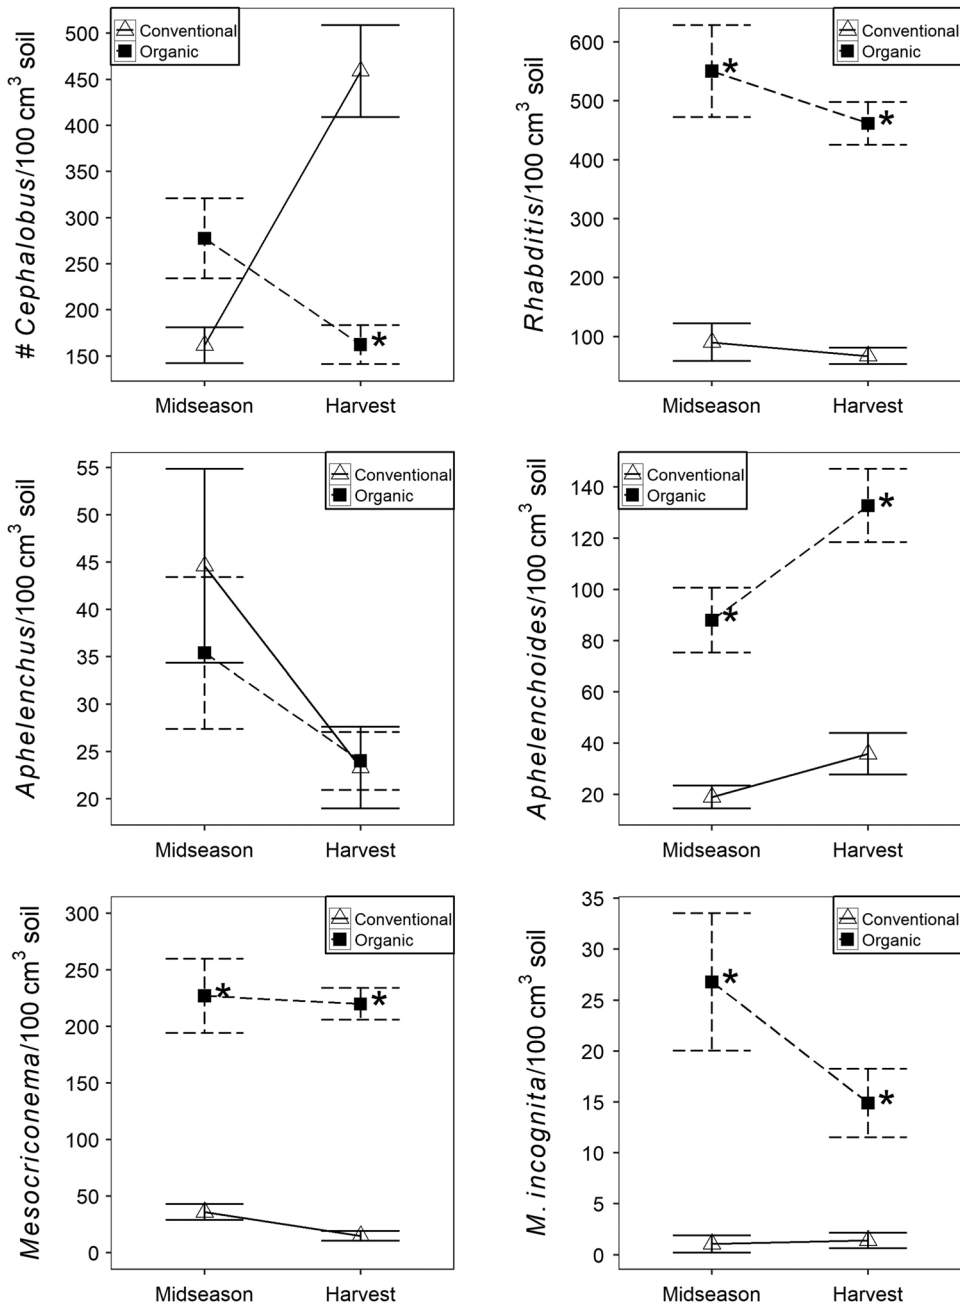 # Cephalobus/100 cm³ soil
500
450
400
350
300
250
200
150
Conventional
Organic
*
Midseason Harvest
Rhabditis/100 cm³ soil
600
500
400
300
200
100
Conventional
Organic
* *
Midseason Harvest
Aphelenchus/100 cm³ soil
55
50
45
40
35
30
25
20
Conventional
Organic
Midseason Harvest
Aphelenchoides/100 cm³ soil
140
120
100
80
60
40
20
Conventional
Organic
* *
Midseason Harvest
Mesocriconema/100 cm³ soil
300
250
200
150
100
50
0
Conventional
Organic
* *
Midseason Harvest
M. incognita/100 cm³ soil
35
30
25
20
15
10
5
0
Conventional
Organic
* *
Midseason Harvest